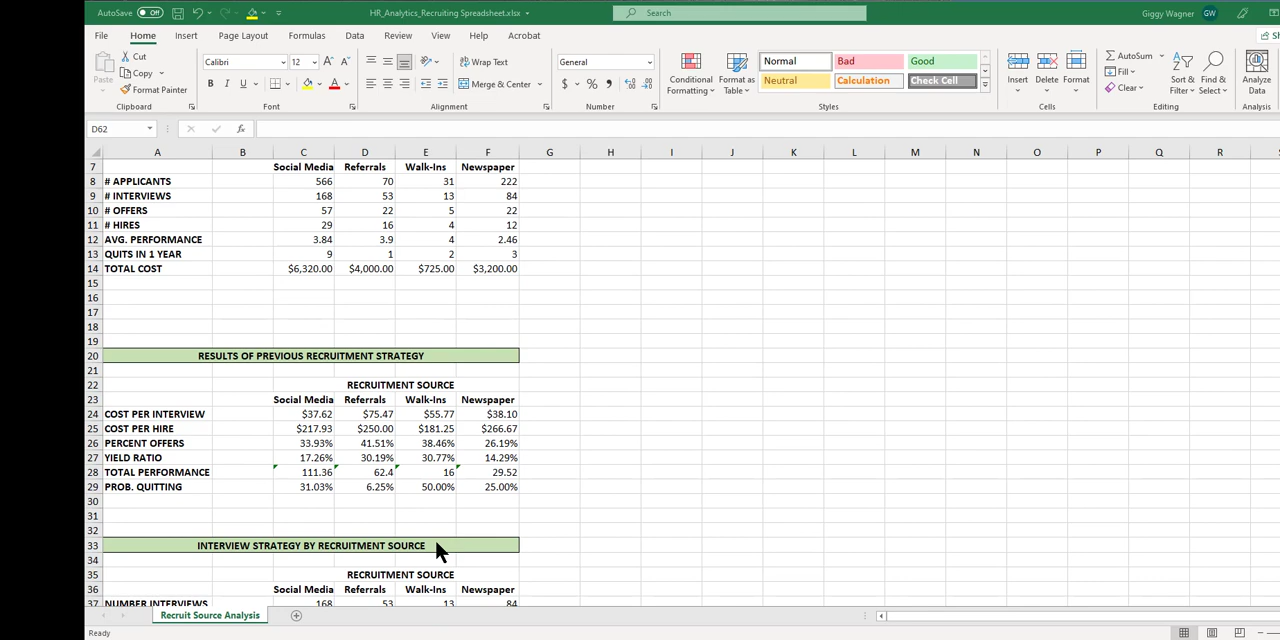 AutoSave Off HR_Analytics_Recruiting Spreadsheet.xlsx Search Giggy Wagner GW
File Home Insert Page Layout Formulas Data Review View Help Acrobat
Paste Cut Copy Format Painter Clipboard
Calibri 12 B I U A Font
Wrap Text Merge & Center Alignment
General $ % , Number
Conditional Formatting Format as Table Normal Bad Good
Neutral Calculation Check Cell Styles
Insert Delete Format Cells
AutoSum Fill Clear Sort & Filter Find & Select Editing
Analyze Data Analysis
D62 fx
A B C D E F G H I J K L M N O P Q R
7 Social Media Referrals Walk-Ins Newspaper
8 # APPLICANTS 566 70 31 222
9 # INTERVIEWS 168 53 13 84
10 # OFFERS 57 22 5 22
11 # HIRES 29 16 4 12
12 AVG. PERFORMANCE 3.84 3.9 4 2.46
13 QUITS IN 1 YEAR 9 1 2 3
14 TOTAL COST $6,320.00 $4,000.00 $725.00 $3,200.00
15
16
17
18
19
20 RESULTS OF PREVIOUS RECRUITMENT STRATEGY
21
22 RECRUITMENT SOURCE
23 Social Media Referrals Walk-Ins Newspaper
24 COST PER INTERVIEW $37.62 $75.47 $55.77 $38.10
25 COST PER HIRE $217.93 $250.00 $181.25 $266.67
26 PERCENT OFFERS 33.93% 41.51% 38.46% 26.19%
27 YIELD RATIO 17.26% 30.19% 30.77% 14.29%
28 TOTAL PERFORMANCE 111.36 62.4 16 29.52
29 PROB. QUITTING 31.03% 6.25% 50.00% 25.00%
30
31
32
33 INTERVIEW STRATEGY BY RECRUITMENT SOURCE
34
35 RECRUITMENT SOURCE
36 Social Media Referrals Walk-Ins Newspaper
37 NUMBER INTERVIEWS 168 53 13 84
Recruit Source Analysis
Ready